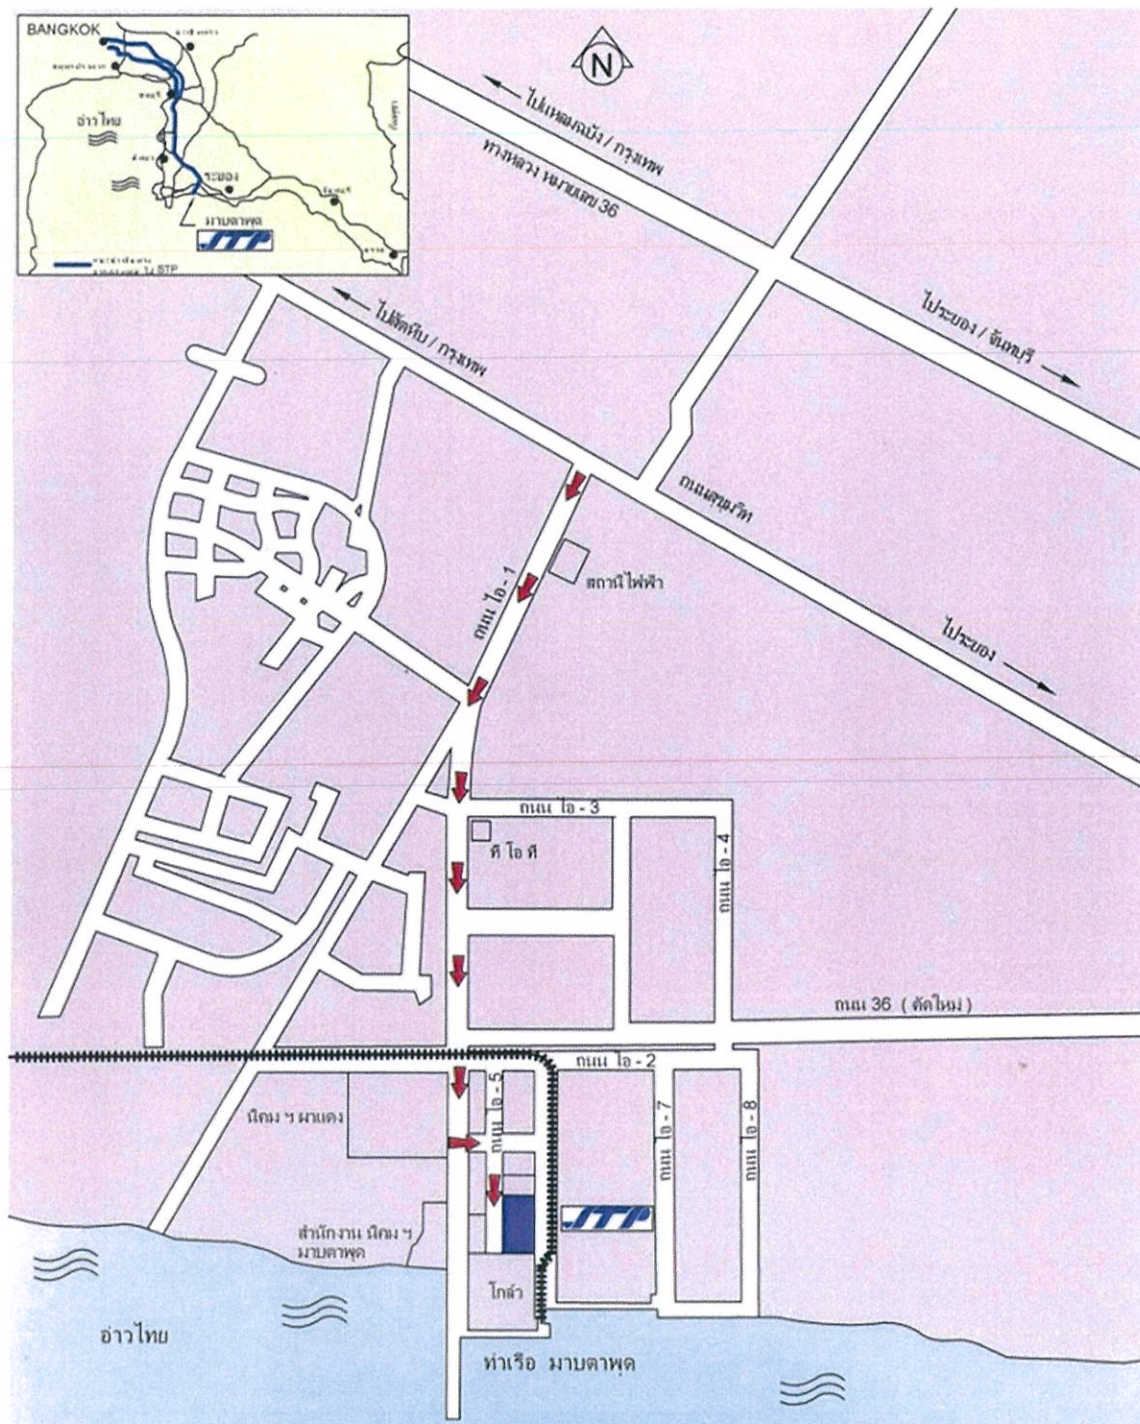 BANGKOK
อ่าวไทย
ระยอง
มาบตาพุด
STP
N
ไปแหลมฉบัง / กรุงเทพ
ทางหลวง หมายเลข 36
ไประยอง / จันทบุรี
ไปสัตหีบ / กรุงเทพ
ถนนสุขุมวิท
สถานีไฟฟ้า
ถนน ไอ - 1
ไประยอง
ถนน ไอ - 3
ที โอ ที
ถนน ไอ - 4
ถนน 36 ( ตัดใหม่ )
ถนน ไอ - 2
ถนน ไอ - 5
นิคม ฯ ผาแดง
ถนน ไอ - 7
ถนน ไอ - 8
STP
สำนักงาน นิคม ฯ
มาบตาพุด
โกล์ว
อ่าวไทย
ท่าเรือ มาบตาพุด